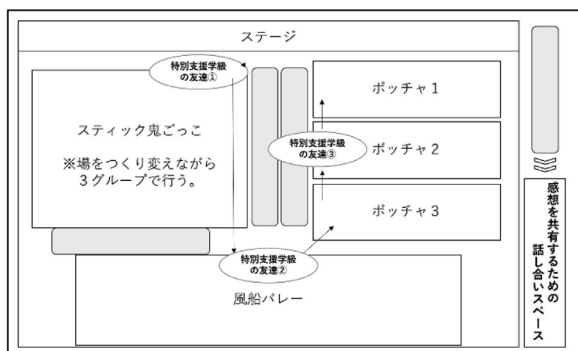 ステージ
特別支援学級
の友達①
スティック鬼ごっこ
※場をつくり変えながら
３グループで行う。
ボッチャ１
特別支援学級
の友達③
ボッチャ２
ボッチャ３
特別支援学級
の友達②
風船バレー
感想を共有するための
話し合いスペース